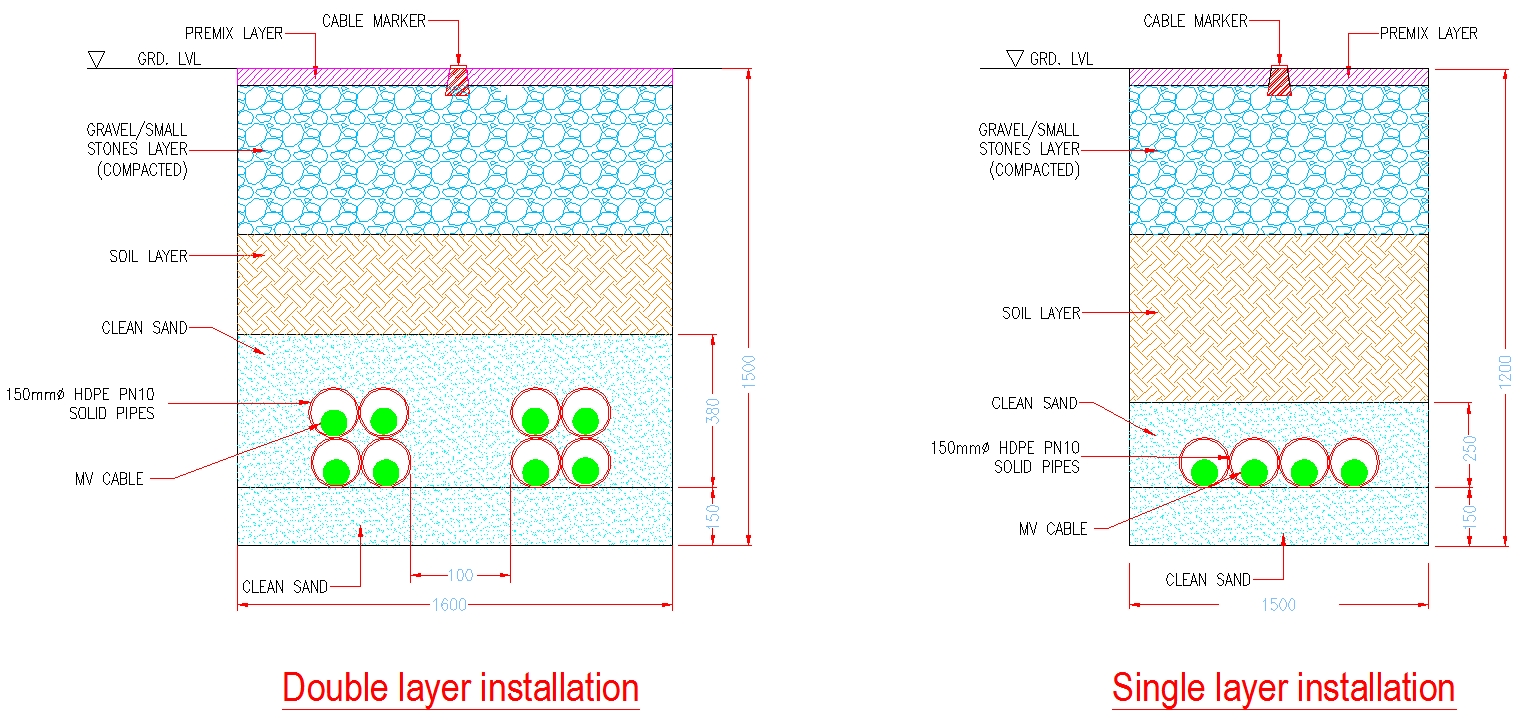 CABLE MARKER
PREMIX LAYER
GRD. LVL
GRAVEL/SMALL
STONES LAYER
(COMPACTED)
SOIL LAYER
CLEAN SAND
150mmø HDPE PN10
SOLID PIPES
MV CABLE
CLEAN SAND
380
150
1500
100
1600
Double layer installation
CABLE MARKER
PREMIX LAYER
GRD. LVL
GRAVEL/SMALL
STONES LAYER
(COMPACTED)
SOIL LAYER
CLEAN SAND
150mmø HDPE PN10
SOLID PIPES
MV CABLE
CLEAN SAND
250
150
1200
1500
Single layer installation